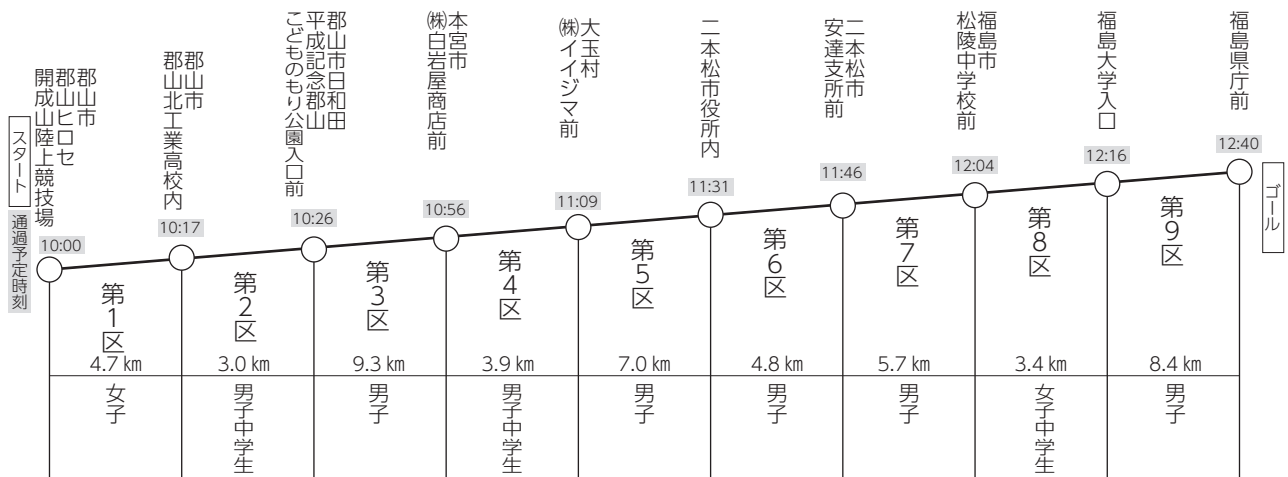 スタート
通過予定時刻
郡山市
郡山ヒロセ
開成山陸上競技場
10:00
郡山市
郡山北工業高校内
10:17
郡山市日和田
平成記念郡山
こどものもり公園入口前
10:26
本宮市
㈱白岩屋商店前
10:56
大玉村
㈱イイジマ前
11:09
二本松市役所内
11:31
二本松市
安達支所前
11:46
福島市
松陵中学校前
12:04
福島大学入口
12:16
福島県庁前
12:40
ゴール
第1区
第2区
第3区
第4区
第5区
第6区
第7区
第8区
第9区
4.7 km
3.0 km
9.3 km
3.9 km
7.0 km
4.8 km
5.7 km
3.4 km
8.4 km
女子
男子中学生
男子
男子中学生
男子
男子
男子
女子中学生
男子